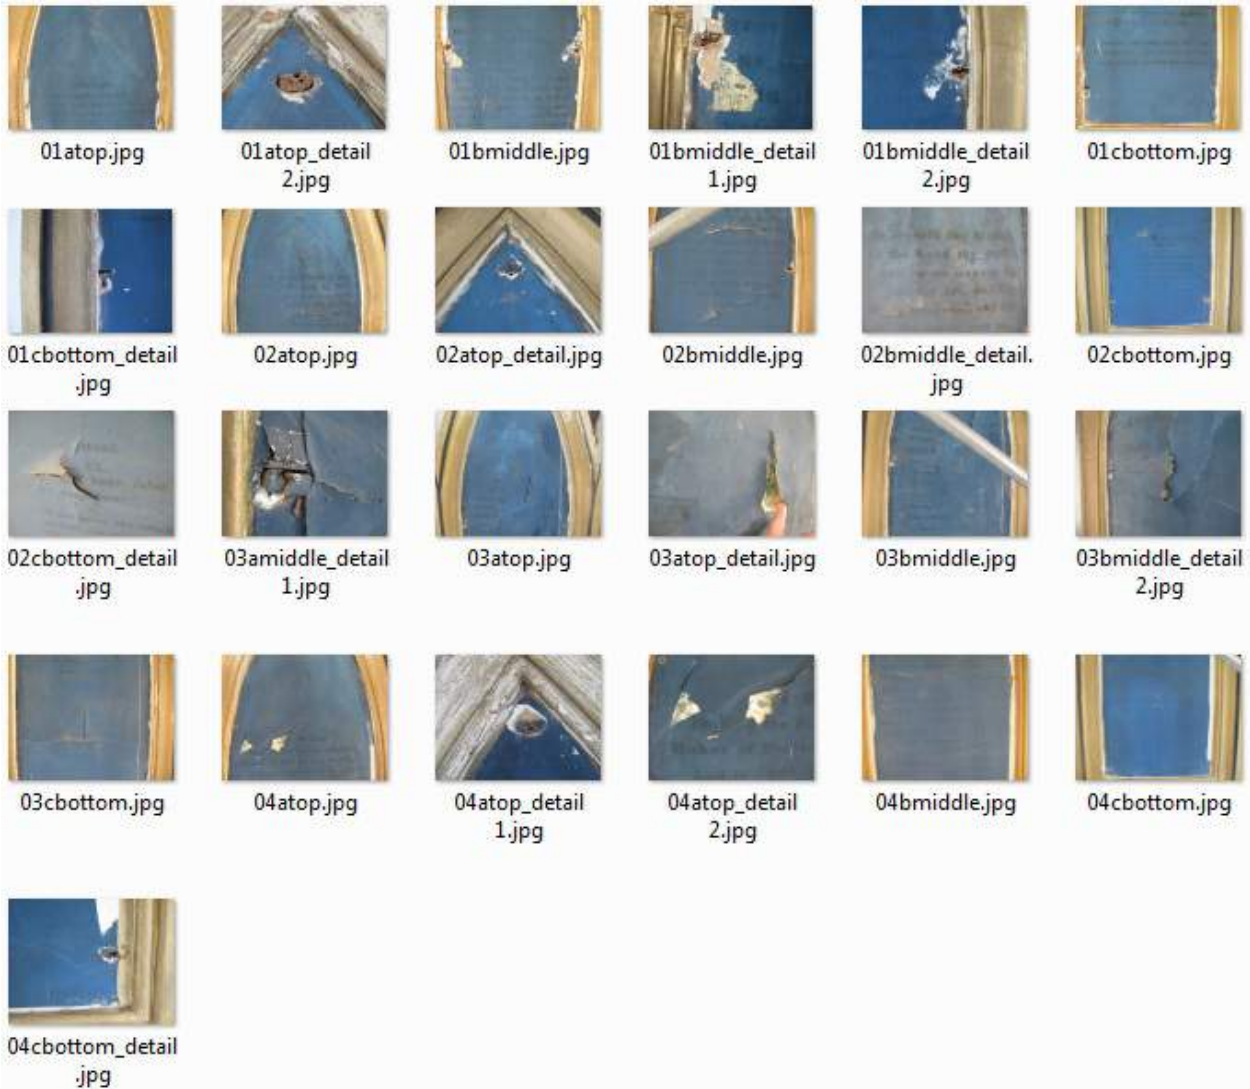 01atop.jpg
01atop_detail
2.jpg
01bmiddle.jpg
01bmiddle_detail
1.jpg
01bmiddle_detail
2.jpg
01cbottom.jpg
01cbottom_detail
.jpg
02atop.jpg
02atop_detail.jpg
02bmiddle.jpg
02bmiddle_detail.
jpg
02cbottom.jpg
02cbottom_detail
.jpg
03amiddle_detail
1.jpg
03atop.jpg
03atop_detail.jpg
03bmiddle.jpg
03bmiddle_detail
2.jpg
03cbottom.jpg
04atop.jpg
04atop_detail
1.jpg
04atop_detail
2.jpg
04bmiddle.jpg
04cbottom.jpg
04cbottom_detail
.jpg